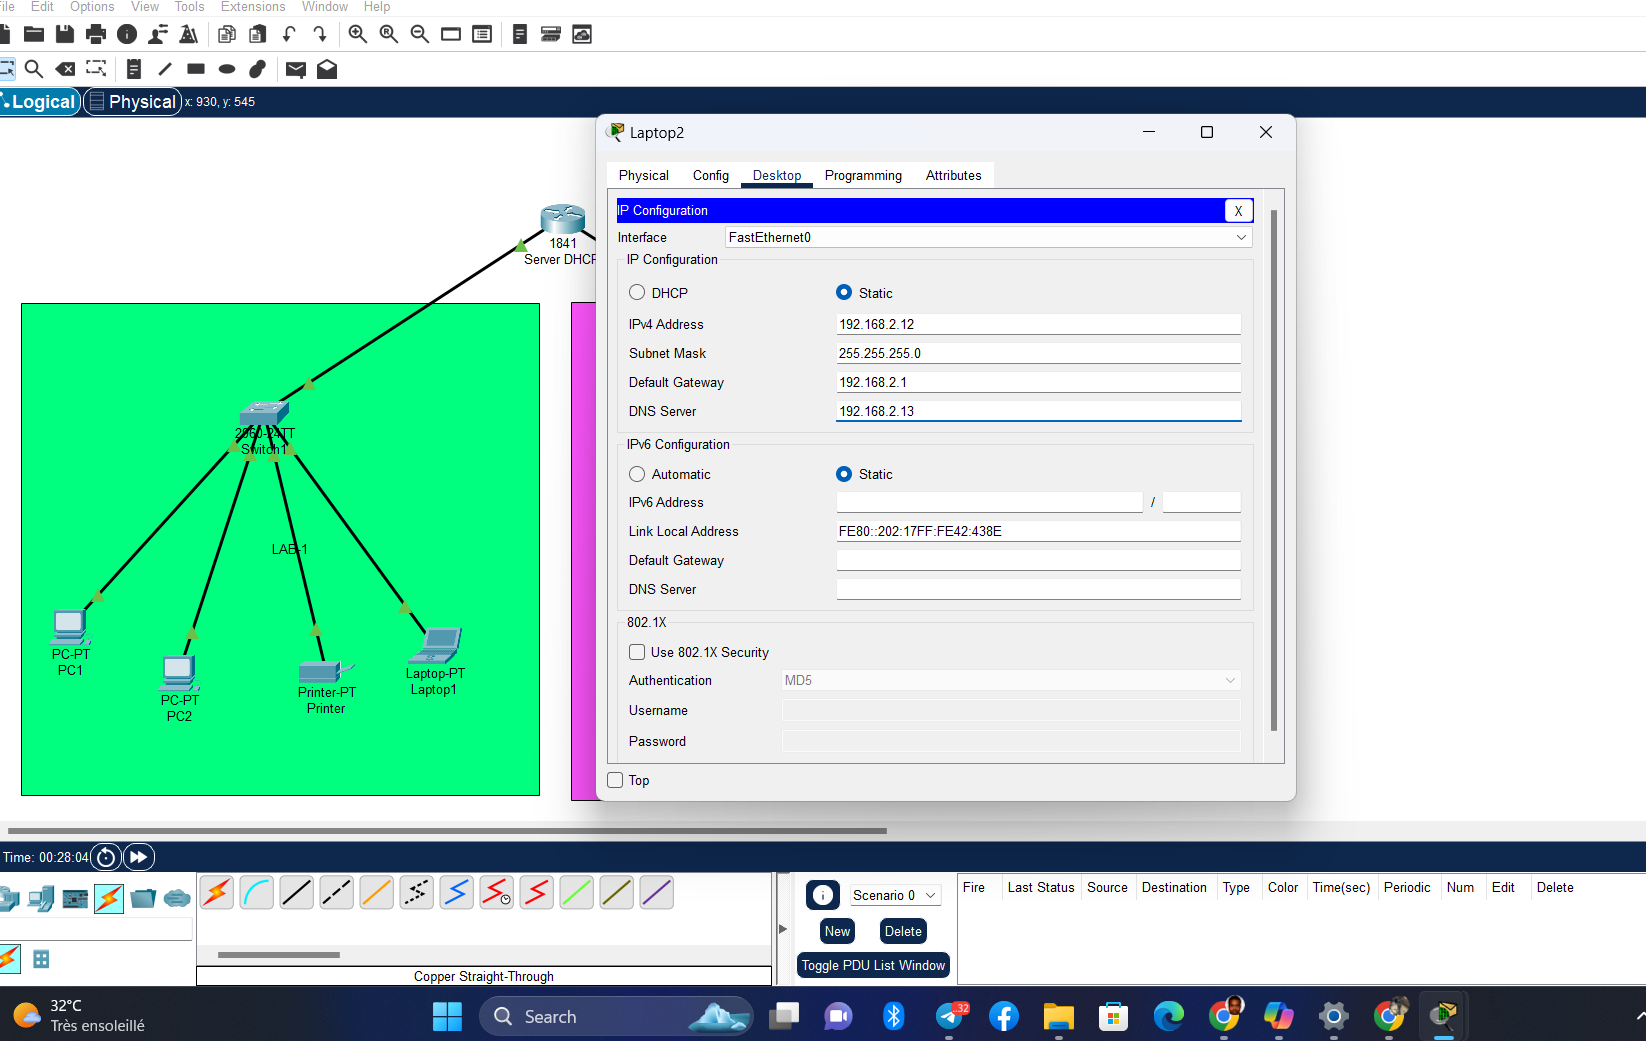 File Edit Options View Tools Extensions Window Help
Logical Physical x: 930, y: 545
Laptop2
Physical Config Desktop Programming Attributes
IP Configuration X
Interface FastEthernet0
IP Configuration
DHCP Static
IPv4 Address 192.168.2.12
Subnet Mask 255.255.255.0
Default Gateway 192.168.2.1
DNS Server 192.168.2.13
IPv6 Configuration
Automatic Static
IPv6 Address /
Link Local Address FE80::202:17FF:FE42:438E
Default Gateway
DNS Server
802.1X
Use 802.1X Security
Authentication MD5
Username
Password
Top
1841
Server DHCP
2960-24TT
Switch1
LAB-1
PC-PT
PC1
PC-PT
PC2
Printer-PT
Printer
Laptop-PT
Laptop1
Time: 00:28:04
Copper Straight-Through
Scenario 0
New Delete
Toggle PDU List Window
Fire Last Status Source Destination Type Color Time(sec) Periodic Num Edit Delete
32°C
Très ensoleillé
Search
..32